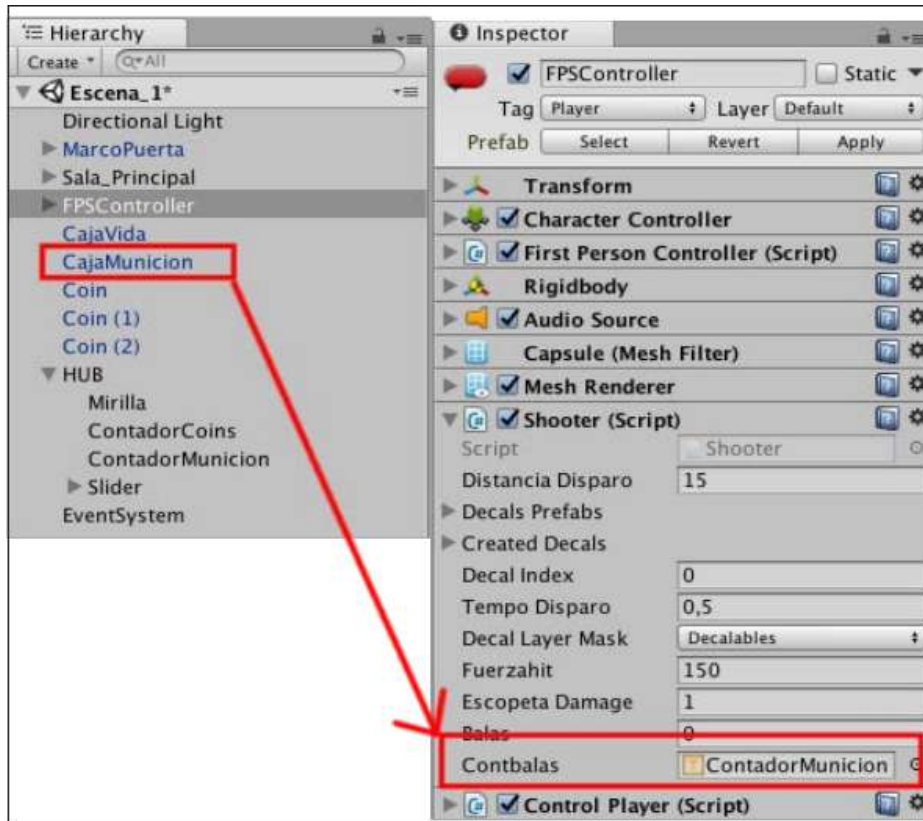 Hierarchy
Create
All
Escena_1*
Directional Light
MarcoPuerta
Sala_Principal
FPSController
CajaVida
CajaMunicion
Coin
Coin (1)
Coin (2)
HUB
Mirilla
ContadorCoins
ContadorMunicion
Slider
EventSystem
Inspector
FPSController Static
Tag Player Layer Default
Prefab Select Revert Apply
Transform
Character Controller
First Person Controller (Script)
Rigidbody
Audio Source
Capsule (Mesh Filter)
Mesh Renderer
Shooter (Script)
Script Shooter
Distancia Disparo 15
Decals Prefabs
Created Decals
Decal Index 0
Tempo Disparo 0,5
Decal Layer Mask Decalables
Fuerzahit 150
Escopeta Damage 1
Balas 0
Contbalas ContadorMunicion
Control Player (Script)